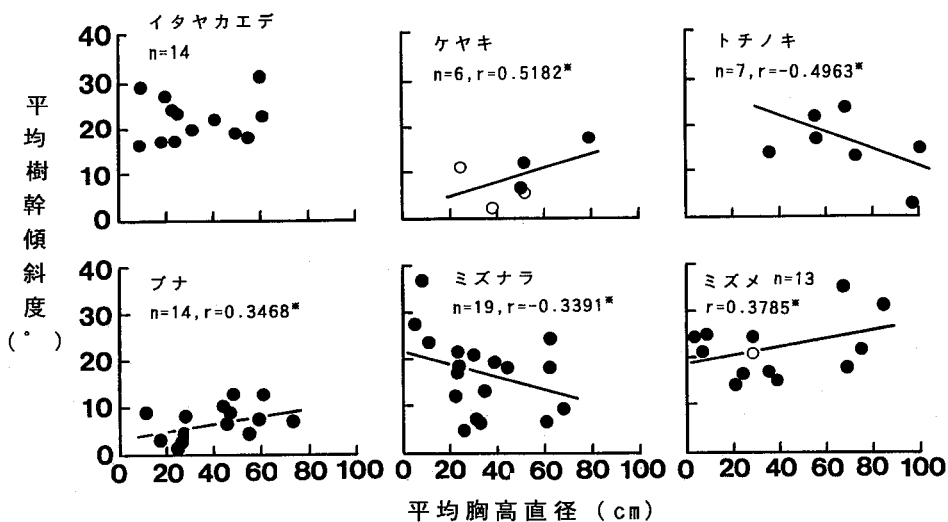 イタヤカエデ
n=14
ケヤキ
n=6,r=0.5182*
トチノキ
n=7,r=-0.4963*
40
30
20
10
0
平均樹幹傾斜度(°)
ブナ
n=14,r=0.3468*
ミズナラ
n=19,r=-0.3391*
ミズメ n=13
r=0.3785*
40
30
20
10
0
0 20 40 60 80 100
0 20 40 60 80 100
0 20 40 60 80 100
平均胸高直径(cm)